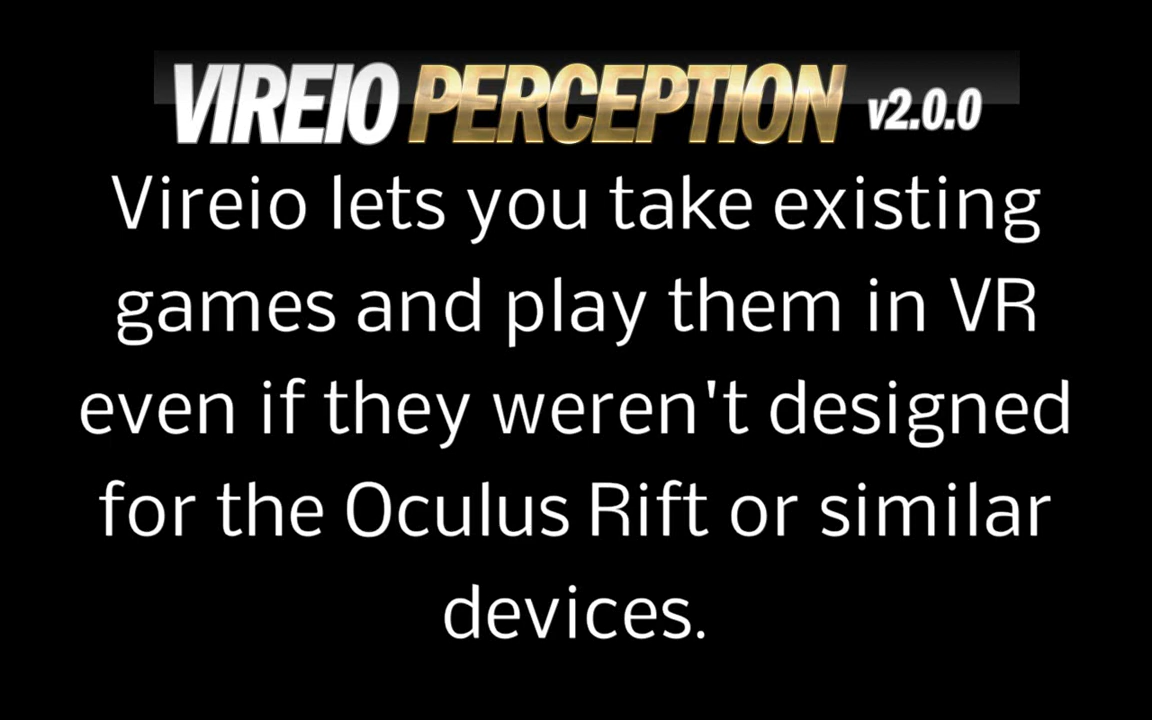 VIREIO PERCEPTION v2.0.0
Vireio lets you take existing
games and play them in VR
even if they weren't designed
for the Oculus Rift or similar
devices.